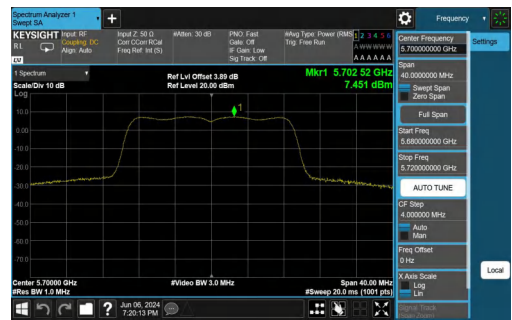 Spectrum Analyzer 1
Swept SA
Frequency
KEYSIGHT
RL
LV
Input: RF
Coupling: DC
Align: Auto
Input Z: 50 Ω
Corr CCorr RCal
Freq Ref: Int (S)
#Atten: 30 dB
PNO: Fast
Gate: Off
IF Gain: Low
Sig Track: Off
#Avg Type: Power (RMS
Trig: Free Run
1 2 3 4 5 6
A W W W W W
A A A A A A
Center Frequency
5.700000000 GHz
Settings
1 Spectrum
Scale/Div 10 dB
Ref Lvl Offset 3.89 dB
Ref Level 20.00 dBm
Mkr1 5.702 52 GHz
7.451 dBm
Span
40.0000000 MHz
Swept Span
Zero Span
Full Span
Start Freq
5.680000000 GHz
Stop Freq
5.720000000 GHz
AUTO TUNE
CF Step
4.000000 MHz
Auto
Man
Freq Offset
0 Hz
X Axis Scale
Log
Lin
Signal Track
Local
Log
10.0
0.00
-10.0
-20.0
-30.0
-40.0
-50.0
-60.0
-70.0
1
Center 5.70000 GHz
#Res BW 1.0 MHz
#Video BW 3.0 MHz
Span 40.00 MHz
#Sweep 20.0 ms (1001 pts)
?
Jun 06, 2024
7:20:13 PM